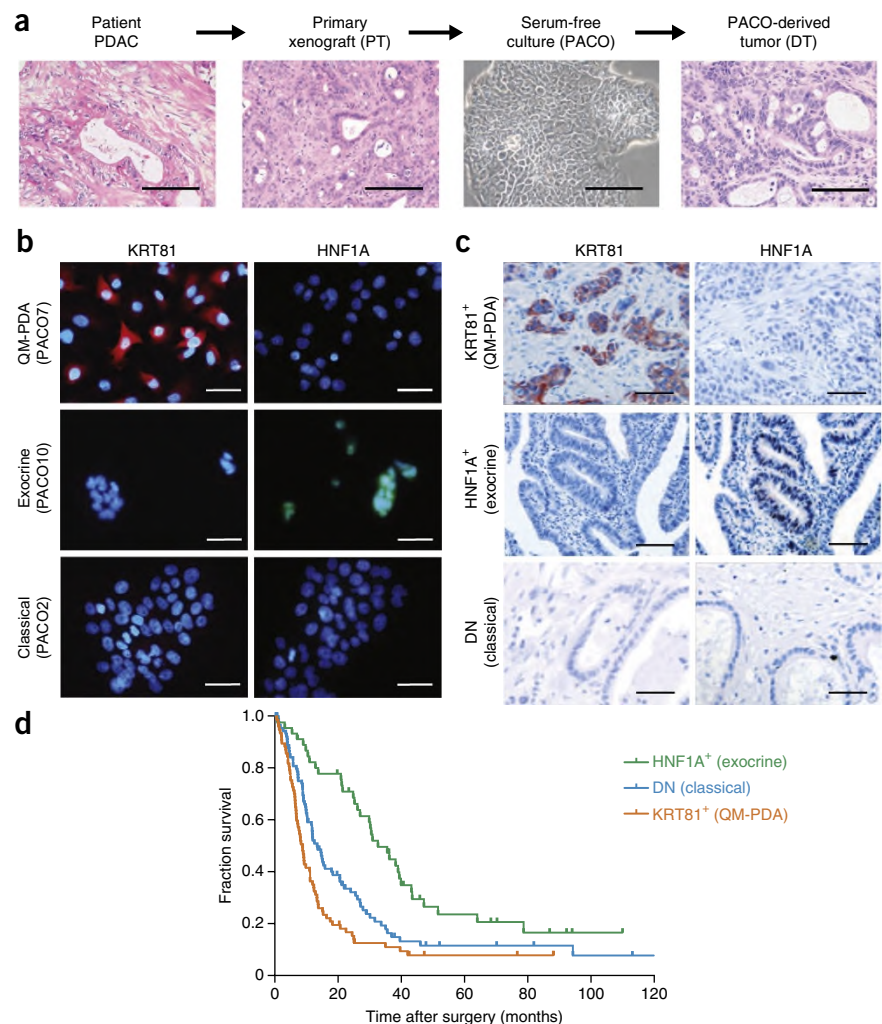 a
Patient
PDAC
Primary
xenograft (PT)
Serum-free
culture (PACO)
PACO-derived
tumor (DT)
b
KRT81
HNF1A
QM-PDA
(PACO7)
Exocrine
(PACO10)
Classical
(PACO2)
c
KRT81
HNF1A
KRT81⁺
(QM-PDA)
HNF1A⁺
(exocrine)
DN
(classical)
d
Fraction survival
1.0
0.8
0.6
0.4
0.2
0
0 20 40 60 80 100 120
Time after surgery (months)
HNF1A⁺ (exocrine)
DN (classical)
KRT81⁺ (QM-PDA)